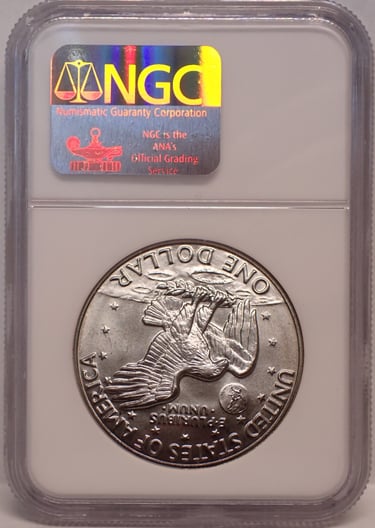 NGC
Numismatic Guaranty Corporation
NGC is the
ANA's
Official Grading
Service
UNITED STATES OF AMERICA
E PLURIBUS
UNUM
ONE DOLLAR